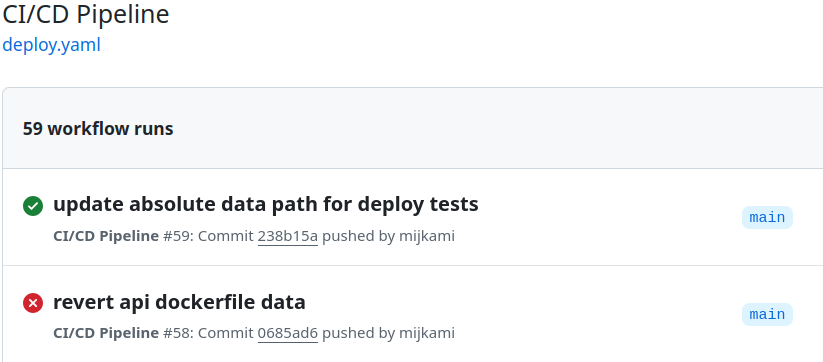 CI/CD Pipeline
deploy.yaml
59 workflow runs
update absolute data path for deploy tests
main
CI/CD Pipeline #59: Commit 238b15a pushed by mijkami
revert api dockerfile data
main
CI/CD Pipeline #58: Commit 0685ad6 pushed by mijkami